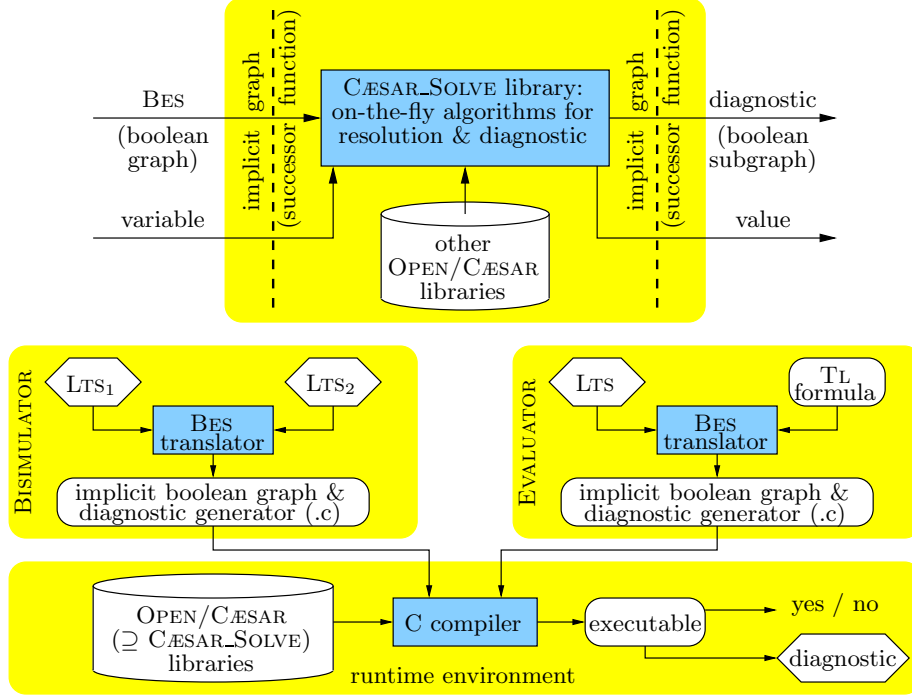 BES
(boolean
graph)
variable
implicit graph
(successor function)
CÆSAR_SOLVE library:
on-the-fly algorithms for
resolution & diagnostic
other
OPEN/CÆSAR
libraries
implicit graph
(successor function)
diagnostic
(boolean
subgraph)
value
BISIMULATOR
LTS1
LTS2
BES
translator
implicit boolean graph &
diagnostic generator (.c)
EVALUATOR
LTS
TL
formula
BES
translator
implicit boolean graph &
diagnostic generator (.c)
OPEN/CÆSAR
(⊇ CÆSAR_SOLVE)
libraries
C compiler
executable
yes / no
diagnostic
runtime environment